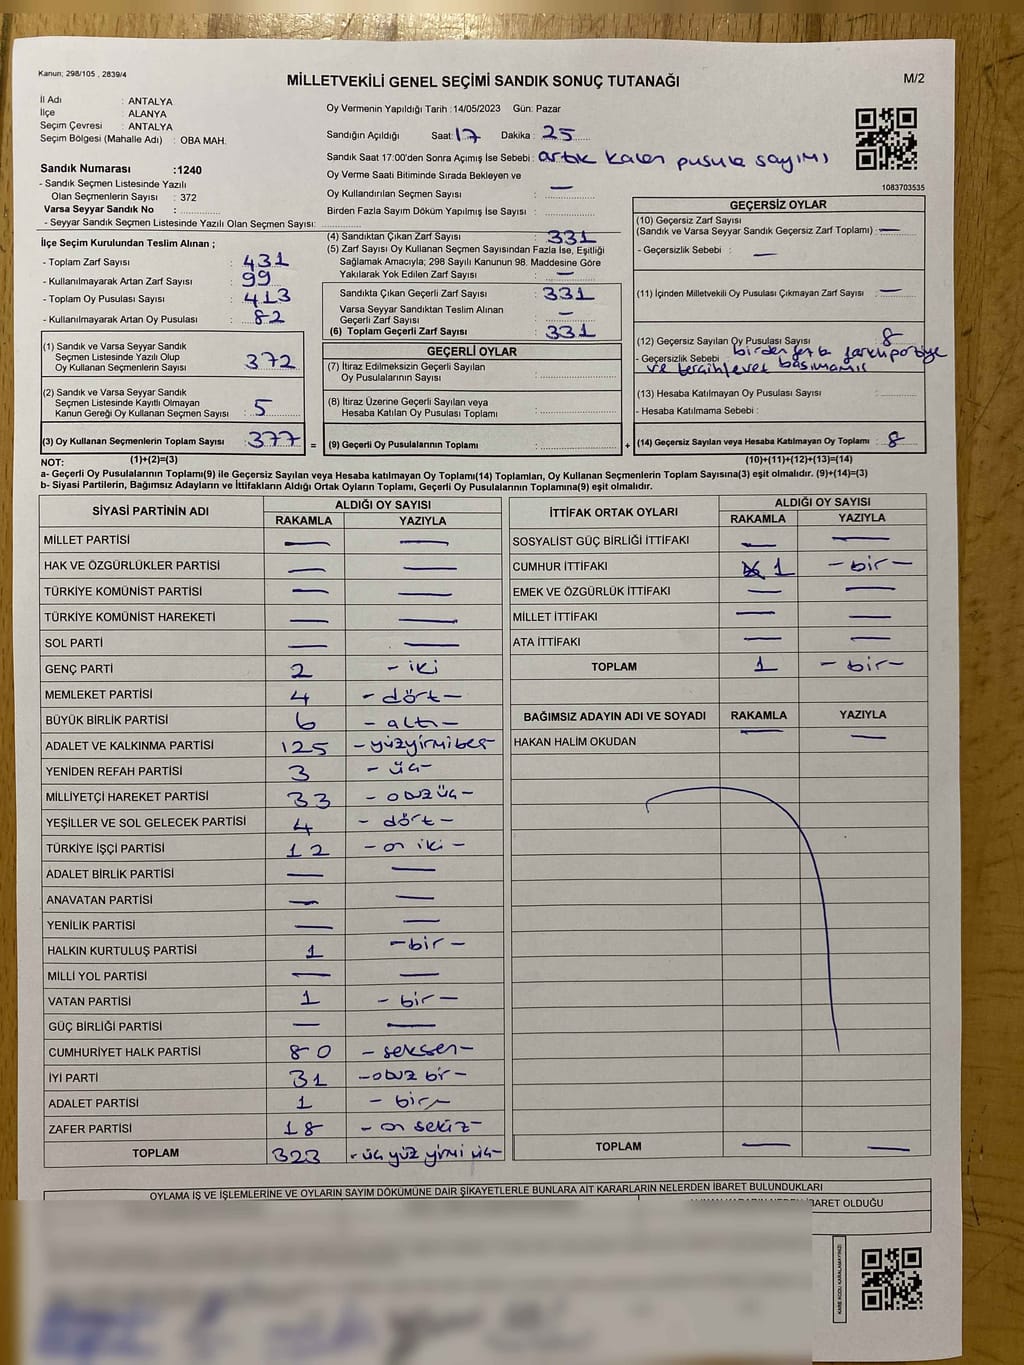 Kanun; 298/105 , 2839/4
MİLLETVEKİLİ GENEL SEÇİMİ SANDIK SONUÇ TUTANAĞI
M/2
İl Adı : ANTALYA
İlçe : ALANYA
Seçim Çevresi : ANTALYA
Seçim Bölgesi (Mahalle Adı) : OBA MAH.
Oy Vermenin Yapıldığı Tarih :14/05/2023 Gün: Pazar
Sandığın Açıldığı Saat: 17 Dakika : 25
Sandık Saat 17:00'den Sonra Açımış İse Sebebi : artık kalan pusula sayımı
Oy Verme Saati Bitiminde Sırada Bekleyen ve
Oy Kullandırılan Seçmen Sayısı : —
Birden Fazla Sayım Döküm Yapılmış İse Sayısı :
1083703535
Sandık Numarası :1240
- Sandık Seçmen Listesinde Yazılı
Olan Seçmenlerin Sayısı : 372
Varsa Seyyar Sandık No :
- Seyyar Sandık Seçmen Listesinde Yazılı Olan Seçmen Sayısı:
İlçe Seçim Kurulundan Teslim Alınan ;
- Toplam Zarf Sayısı : 431
- Kullanılmayarak Artan Zarf Sayısı : 99
- Toplam Oy Pusulası Sayısı : 413
- Kullanılmayarak Artan Oy Pusulası : 82
(1) Sandık ve Varsa Seyyar Sandık
Seçmen Listesinde Yazılı Olup
Oy Kullanan Seçmenlerin Sayısı : 372
(2) Sandık ve Varsa Seyyar Sandık
Seçmen Listesinde Kayıtlı Olmayan
Kanun Gereği Oy Kullanan Seçmen Sayısı : 5
(3) Oy Kullanan Seçmenlerin Toplam Sayısı : 377 =
(1)+(2)=(3)
(4) Sandıktan Çıkan Zarf Sayısı : 331
(5) Zarf Sayısı Oy Kullanan Seçmen Sayısından Fazla İse, Eşitliği
Sağlamak Amacıyla; 298 Sayılı Kanunun 98. Maddesine Göre
Yakılarak Yok Edilen Zarf Sayısı : —
Sandıkta Çıkan Geçerli Zarf Sayısı : 331
Varsa Seyyar Sandıktan Teslim Alınan
Geçerli Zarf Sayısı : —
(6) Toplam Geçerli Zarf Sayısı : 331
GEÇERLİ OYLAR
(7) İtiraz Edilmeksizin Geçerli Sayılan
Oy Pusulalarının Sayısı :
(8) İtiraz Üzerine Geçerli Sayılan veya
Hesaba Katılan Oy Pusulası Toplamı :
(9) Geçerli Oy Pusulalarının Toplamı : +
GEÇERSİZ OYLAR
(10) Geçersiz Zarf Sayısı
(Sandık ve Varsa Seyyar Sandık Geçersiz Zarf Toplamı) : —
- Geçersizlik Sebebi : —
(11) İçinden Milletvekili Oy Pusulası Çıkmayan Zarf Sayısı : —
(12) Geçersiz Sayılan Oy Pusulası Sayısı : 8
- Geçersizlik Sebebi : birden fazla farklı partiye
ve basmamış
(13) Hesaba Katılmayan Oy Pusulası Sayısı :
- Hesaba Katılmama Sebebi :
(14) Geçersiz Sayılan veya Hesaba Katılmayan Oy Toplamı : 8
(10)+(11)+(12)+(13)=(14)
NOT:
a- Geçerli Oy Pusulalarının Toplamı(9) ile Geçersiz Sayılan veya Hesaba katılmayan Oy Toplamı(14) Toplamları, Oy Kullanan Seçmenlerin Toplam Sayısına(3) eşit olmalıdır. (9)+(14)=(3)
b- Siyasi Partilerin, Bağımsız Adayların ve İttifakların Aldığı Ortak Oyların Toplamı, Geçerli Oy Pusulalarının Toplamına(9) eşit olmalıdır.
SİYASİ PARTİNİN ADI ALDIĞI OY SAYISI
RAKAMLA YAZIYLA
MİLLET PARTİSİ — —
HAK VE ÖZGÜRLÜKLER PARTİSİ — —
TÜRKİYE KOMÜNİST PARTİSİ — —
TÜRKİYE KOMÜNİST HAREKETİ — —
SOL PARTİ — —
GENÇ PARTİ 2 - iki
MEMLEKET PARTİSİ 4 - dört -
BÜYÜK BİRLİK PARTİSİ 6 - altı -
ADALET VE KALKINMA PARTİSİ 125 - yüzyirmibeş
YENİDEN REFAH PARTİSİ 3 - üç -
MİLLİYETÇİ HAREKET PARTİSİ 33 - otuz üç -
YEŞİLLER VE SOL GELECEK PARTİSİ 4 - dört -
TÜRKİYE İŞÇİ PARTİSİ 12 - on iki -
ADALET BİRLİK PARTİSİ — —
ANAVATAN PARTİSİ — —
YENİLİK PARTİSİ — —
HALKIN KURTULUŞ PARTİSİ 1 - bir -
MİLLİ YOL PARTİSİ — —
VATAN PARTİSİ 1 - bir -
GÜÇ BİRLİĞİ PARTİSİ — —
CUMHURİYET HALK PARTİSİ 80 - seksen -
İYİ PARTİ 31 - otuz bir -
ADALET PARTİSİ 1 - bir -
ZAFER PARTİSİ 18 - on sekiz -
TOPLAM 323 - üç yüz yirmi üç -
İTTİFAK ORTAK OYLARI ALDIĞI OY SAYISI
RAKAMLA YAZIYLA
SOSYALİST GÜÇ BİRLİĞİ İTTİFAKI — —
CUMHUR İTTİFAKI 1 - bir -
EMEK VE ÖZGÜRLÜK İTTİFAKI — —
MİLLET İTTİFAKI — —
ATA İTTİFAKI — —
TOPLAM 1 - bir -
BAĞIMSIZ ADAYIN ADI VE SOYADI RAKAMLA YAZIYLA
HAKAN HALİM OKUDAN — —
TOPLAM — —
OYLAMA İŞ VE İŞLEMLERİNE VE OYLARIN SAYIM DÖKÜMÜNE DAİR ŞİKAYETLERLE BUNLARA AİT KARARLARIN NELERDEN İBARET BULUNDUKLARI
İBARET OLDUĞU